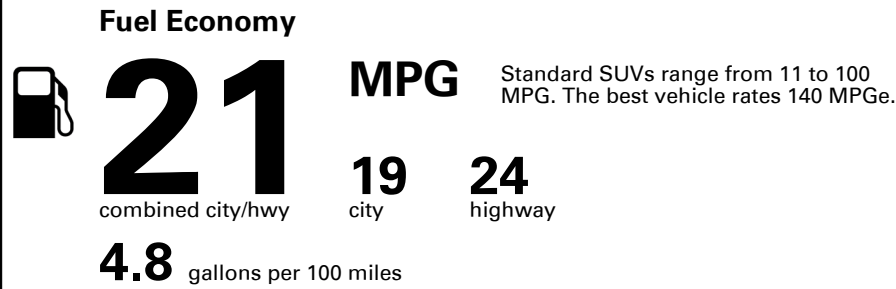 Fuel Economy
21 MPG
Standard SUVs range from 11 to 100
MPG. The best vehicle rates 140 MPGe.
combined city/hwy
19 city
24 highway
4.8 gallons per 100 miles